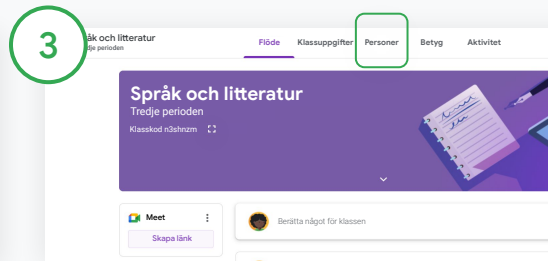 3
åk och litteratur
dje perioden
Flöde Klassuppgifter Personer Betyg Aktivitet
Språk och litteratur
Tredje perioden
Klasskod n3shnzm
Meet
Skapa länk
Berätta något för klassen